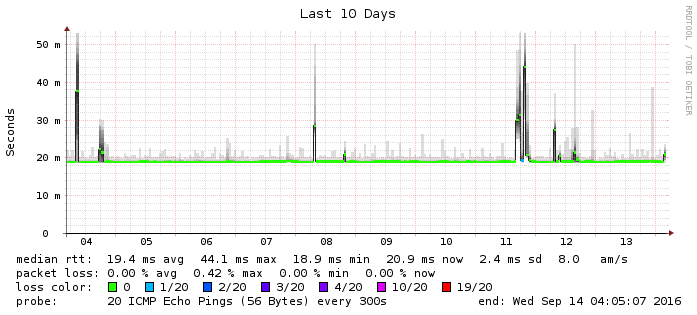 Last 10 Days
RRDTOOL / TOBI OETIKER
Seconds
50 m
40 m
30 m
20 m
10 m
0
04 05 06 07 08 09 10 11 12 13
median rtt: 19.4 ms avg 44.1 ms max 18.9 ms min 20.9 ms now 2.4 ms sd 8.0 am/s
packet loss: 0.00 % avg 0.42 % max 0.00 % min 0.00 % now
loss color: 0 1/20 2/20 3/20 4/20 10/20 19/20
probe: 20 ICMP Echo Pings (56 Bytes) every 300s end: Wed Sep 14 04:05:07 2016